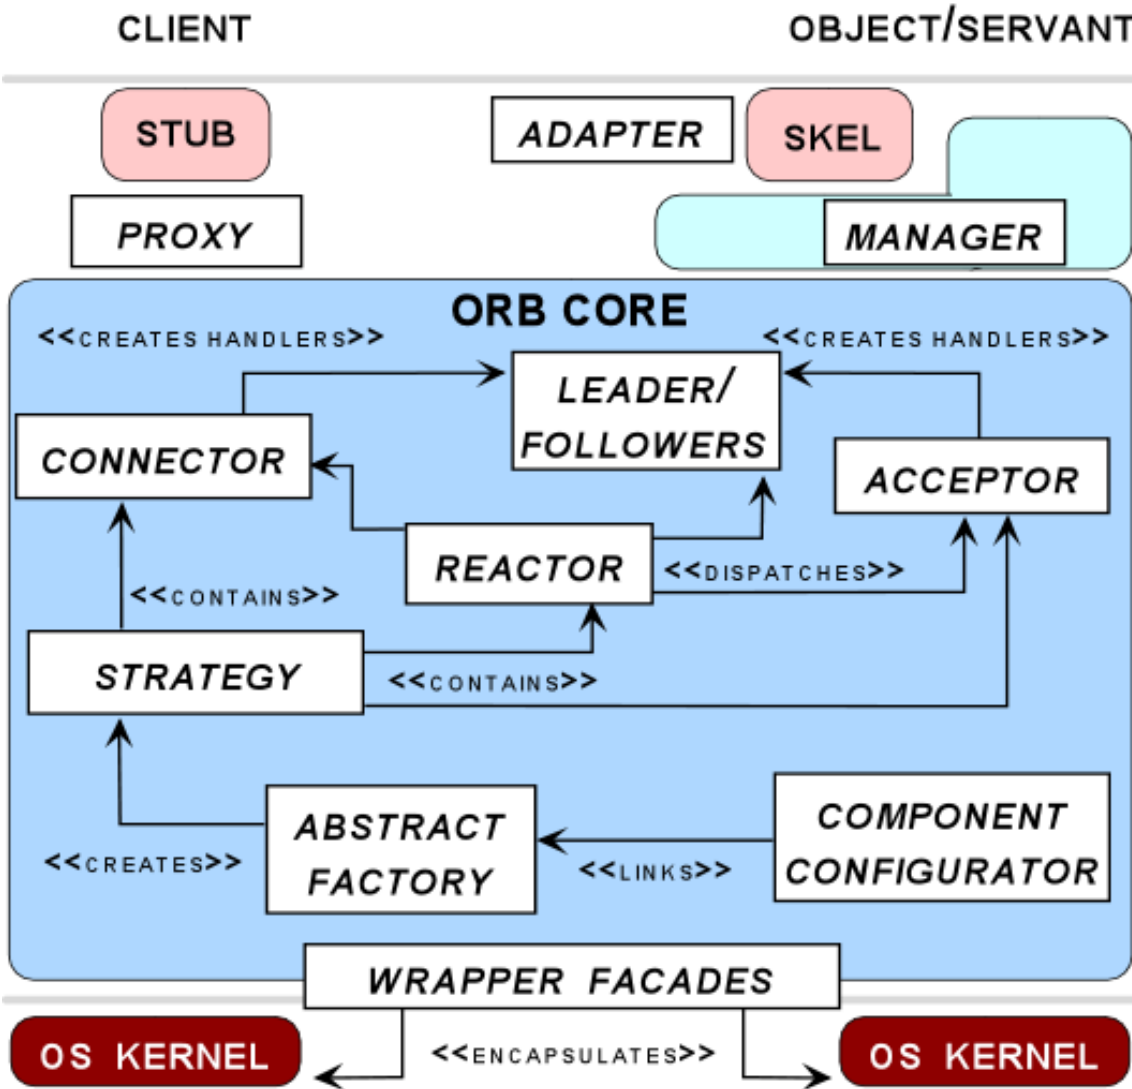 CLIENT
OBJECT/SERVANT
STUB
ADAPTER
SKEL
PROXY
MANAGER
ORB CORE
<<CREATES HANDLERS>>
<<CREATES HANDLERS>>
LEADER/
FOLLOWERS
CONNECTOR
ACCEPTOR
REACTOR
<<DISPATCHES>>
<<CONTAINS>>
STRATEGY
<<CONTAINS>>
ABSTRACT
FACTORY
COMPONENT
CONFIGURATOR
<<CREATES>>
<<LINKS>>
WRAPPER FACADES
OS KERNEL
<<ENCAPSULATES>>
OS KERNEL